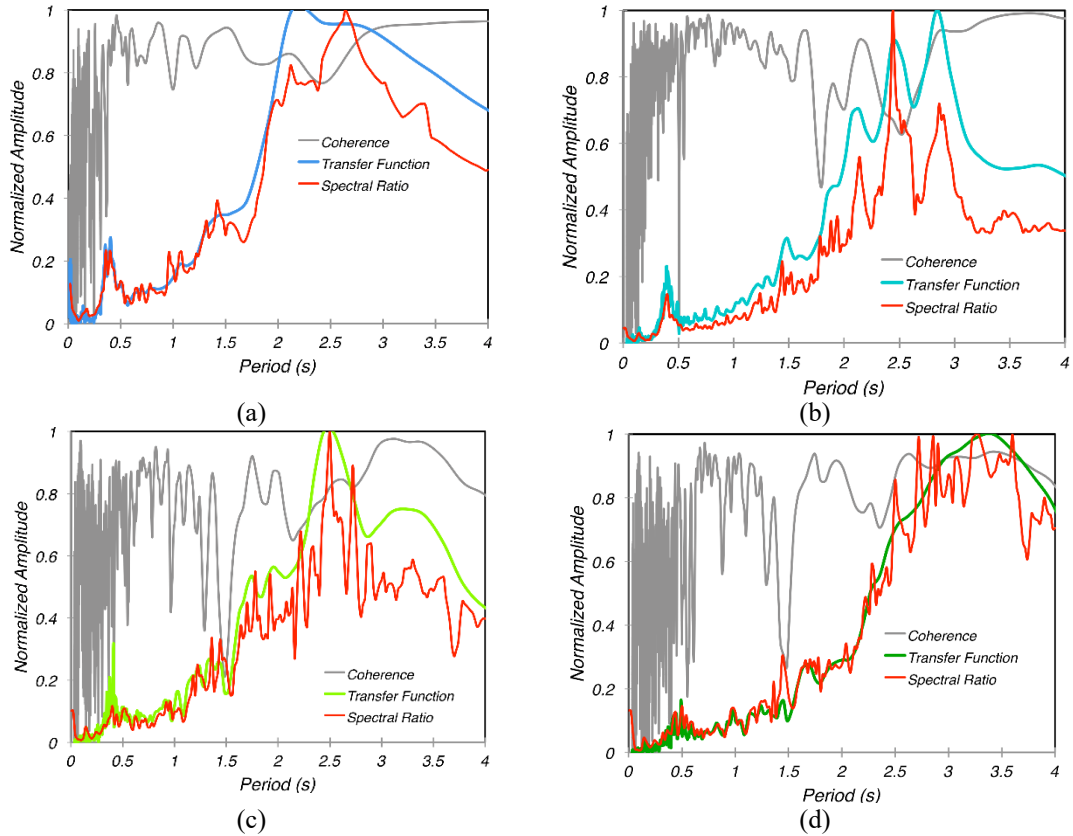 Normalized Amplitude
1
0.8
0.6
0.4
0.2
0
Coherence
Transfer Function
Spectral Ratio
0 0.5 1 1.5 2 2.5 3 3.5 4
Period (s)
(a)
Normalized Amplitude
1
0.8
0.6
0.4
0.2
0
Coherence
Transfer Function
Spectral Ratio
0 0.5 1 1.5 2 2.5 3 3.5 4
Period (s)
(b)
Normalized Amplitude
1
0.8
0.6
0.4
0.2
0
Coherence
Transfer Function
Spectral Ratio
0 0.5 1 1.5 2 2.5 3 3.5 4
Period (s)
(c)
Normalized Amplitude
1
0.8
0.6
0.4
0.2
0
Coherence
Transfer Function
Spectral Ratio
0 0.5 1 1.5 2 2.5 3 3.5 4
Period (s)
(d)